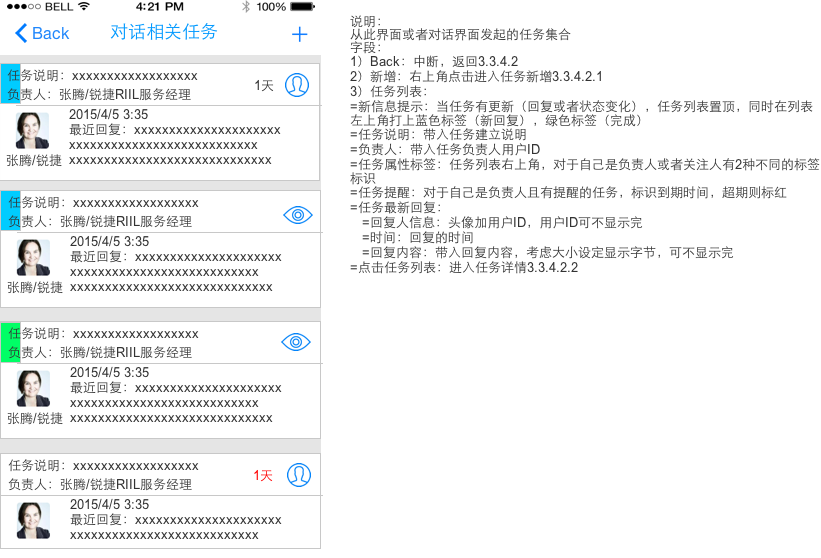 BELL 4:21 PM 100%
Back 对话相关任务 +
任务说明：xxxxxxxxxxxxxxxxxx
负责人：张腾/锐捷RIIL服务经理
1天
2015/4/5 3:35
最近回复：xxxxxxxxxxxxxxxxxxxxx
xxxxxxxxxxxxxxxxxxxxxxxxxxx
张腾/锐捷 xxxxxxxxxxxxxxxxxxxxxxxxxxxxx
任务说明：xxxxxxxxxxxxxxxxxx
负责人：张腾/锐捷RIIL服务经理
2015/4/5 3:35
最近回复：xxxxxxxxxxxxxxxxxxxxx
xxxxxxxxxxxxxxxxxxxxxxxxxxx
张腾/锐捷 xxxxxxxxxxxxxxxxxxxxxxxxxxxxx
任务说明：xxxxxxxxxxxxxxxxxx
负责人：张腾/锐捷RIIL服务经理
2015/4/5 3:35
最近回复：xxxxxxxxxxxxxxxxxxxxx
xxxxxxxxxxxxxxxxxxxxxxxxxxx
张腾/锐捷 xxxxxxxxxxxxxxxxxxxxxxxxxxxxx
任务说明：xxxxxxxxxxxxxxxxxx
负责人：张腾/锐捷RIIL服务经理
1天
2015/4/5 3:35
最近回复：xxxxxxxxxxxxxxxxxxxxx
xxxxxxxxxxxxxxxxxxxxxxxxxxx
说明：
从此界面或者对话界面发起的任务集合
字段：
1）Back：中断，返回3.3.4.2
2）新增：右上角点击进入任务新增3.3.4.2.1
3）任务列表：
=新信息提示：当任务有更新（回复或者状态变化），任务列表置顶，同时在列表
左上角打上蓝色标签（新回复），绿色标签（完成）
=任务说明：带入任务建立说明
=负责人：带入任务负责人用户ID
=任务属性标签：任务列表右上角，对于自己是负责人或者关注人有2种不同的标签
标识
=任务提醒：对于自己是负责人且有提醒的任务，标识到期时间，超期则标红
=任务最新回复：
=回复人信息：头像加用户ID，用户ID可不显示完
=时间：回复的时间
=回复内容：带入回复内容，考虑大小设定显示字节，可不显示完
=点击任务列表：进入任务详情3.3.4.2.2